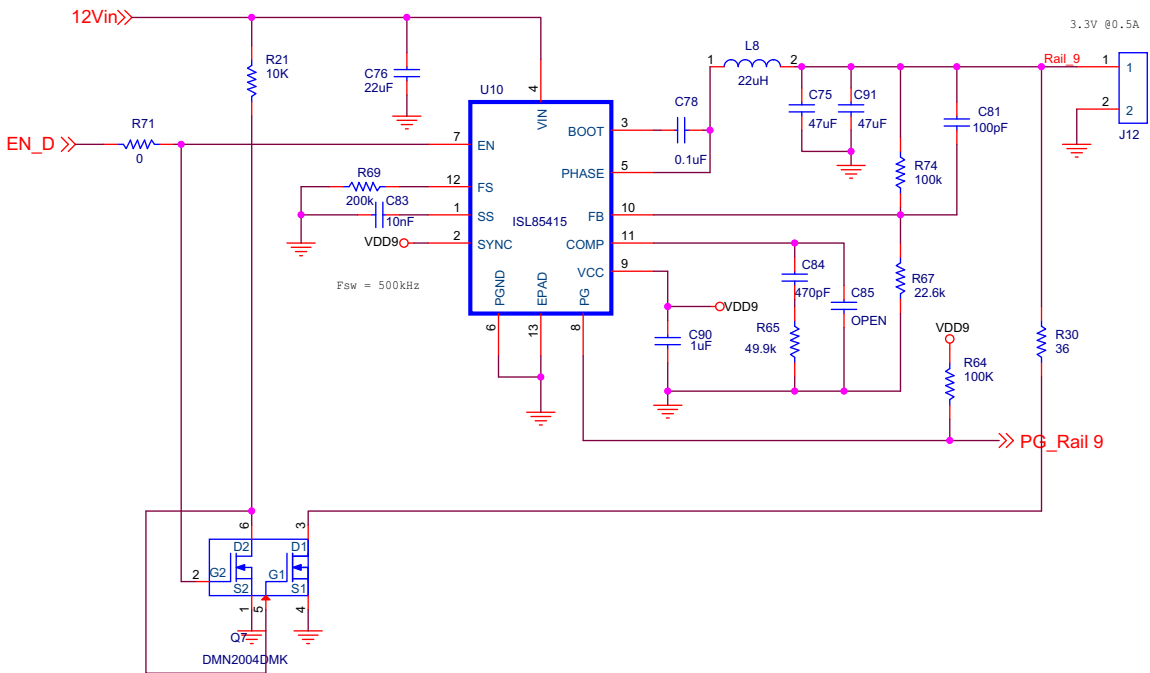 12Vin
3.3V @0.5A
R21
10K
C76
22uF
U10
4
VIN
1
L8
2
22uH
Rail_9
1
1
2
2
J12
C75
47uF
C91
47uF
C81
100pF
C78
0.1uF
3
BOOT
R71
0
EN_D
7
EN
5
PHASE
R74
100k
R69
200k
12
FS
C83
10nF
1
SS
ISL85415
10
FB
VDD9
2
SYNC
11
COMP
9
VCC
Fsw = 500kHz
PGND
EPAD
PG
6
13
8
C84
470pF
C85
OPEN
R67
22.6k
VDD9
C90
1uF
R65
49.9k
VDD9
R64
100K
R30
36
PG_Rail 9
6
3
D2
D1
2
G2
G1
S2
S1
1
5
4
Q7
DMN2004DMK